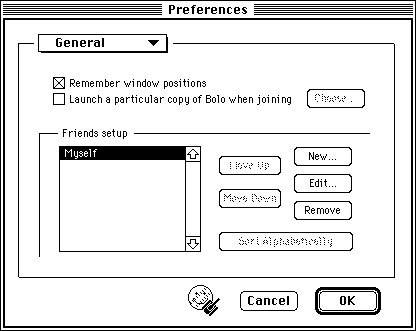 Preferences
General
Remember window positions
Launch a particular copy of Bolo when joining
Choose...
Friends setup
Myself
Move Up
New...
Move Down
Edit...
Remove
Sort Alphabetically
Cancel
OK